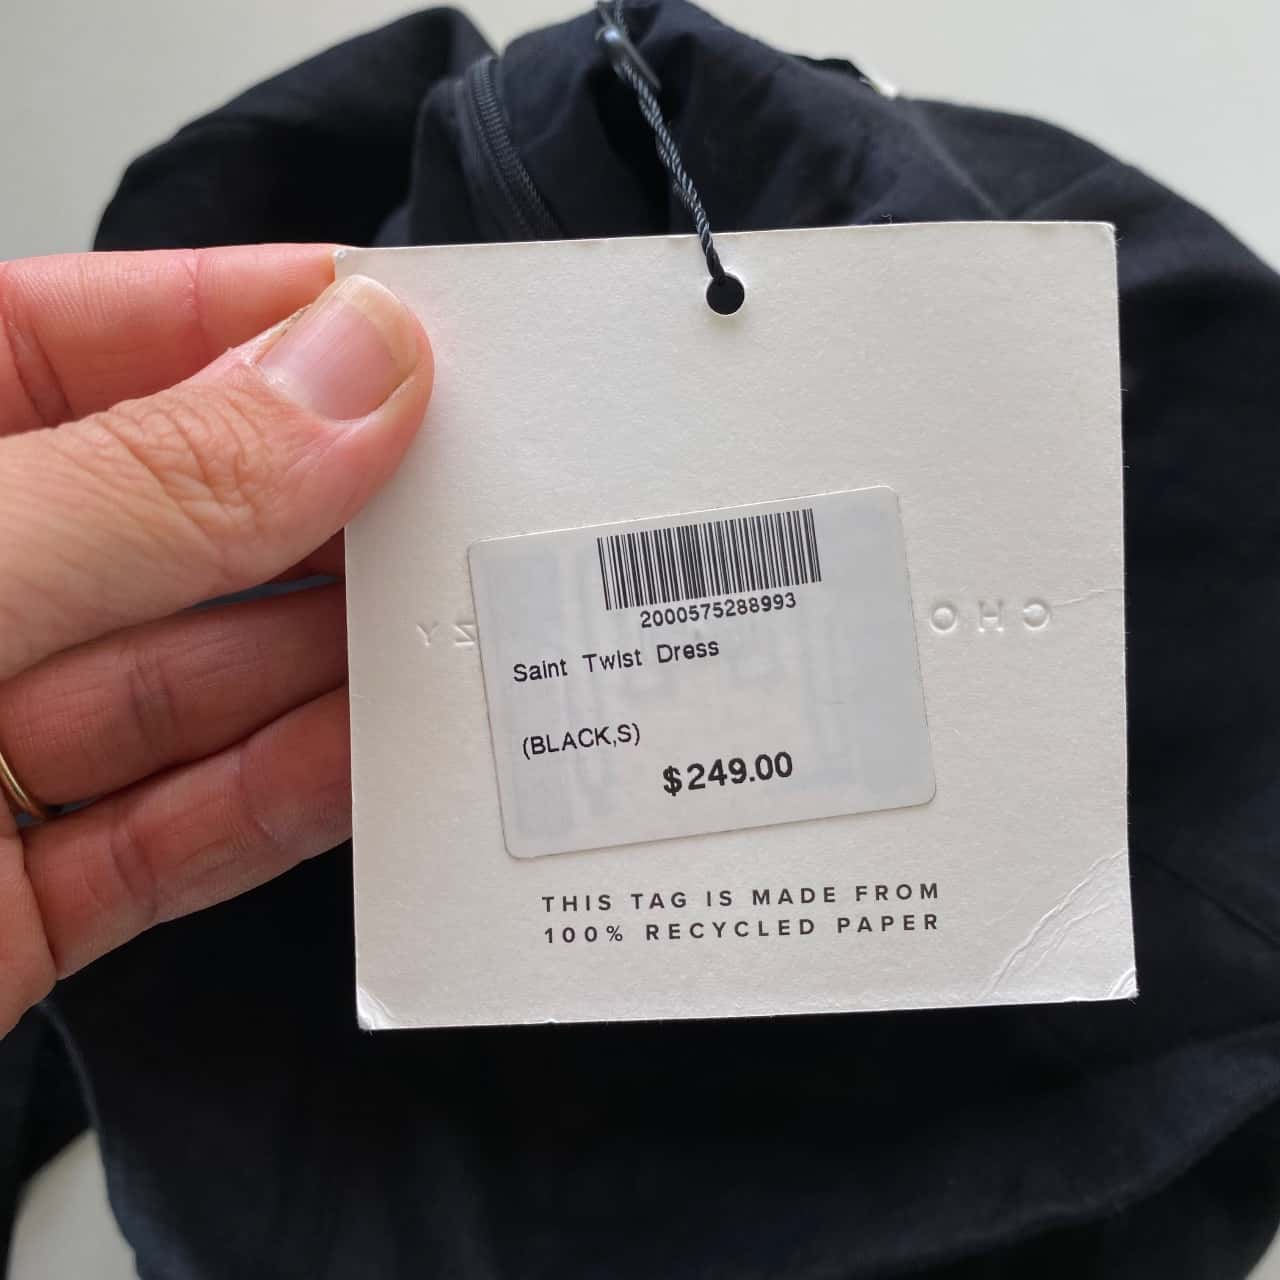 2000575288993
Saint Twist Dress
(BLACK,S)
$249.00
THIS TAG IS MADE FROM
100% RECYCLED PAPER